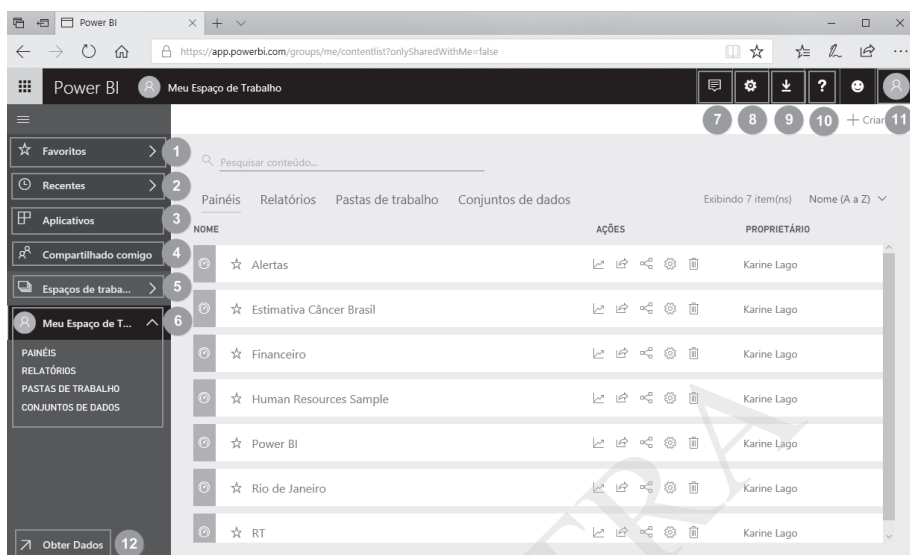 Power BI
https://app.powerbi.com/groups/me/contentlist?onlySharedWithMe=false
Power BI Meu Espaço de Trabalho
7 8 9 10 11
Criar
Favoritos 1
Recentes 2
Aplicativos 3
Compartilhado comigo 4
Espaços de traba... 5
Meu Espaço de T... 6
PAINÉIS
RELATÓRIOS
PASTAS DE TRABALHO
CONJUNTOS DE DADOS
Obter Dados 12
Pesquisar conteúdo...
Painéis Relatórios Pastas de trabalho Conjuntos de dados Exibindo 7 item(ns) Nome (A a Z)
NOME AÇÕES PROPRIETÁRIO
Alertas Karine Lago
Estimativa Câncer Brasil Karine Lago
Financeiro Karine Lago
Human Resources Sample Karine Lago
Power BI Karine Lago
Rio de Janeiro Karine Lago
RT Karine Lago